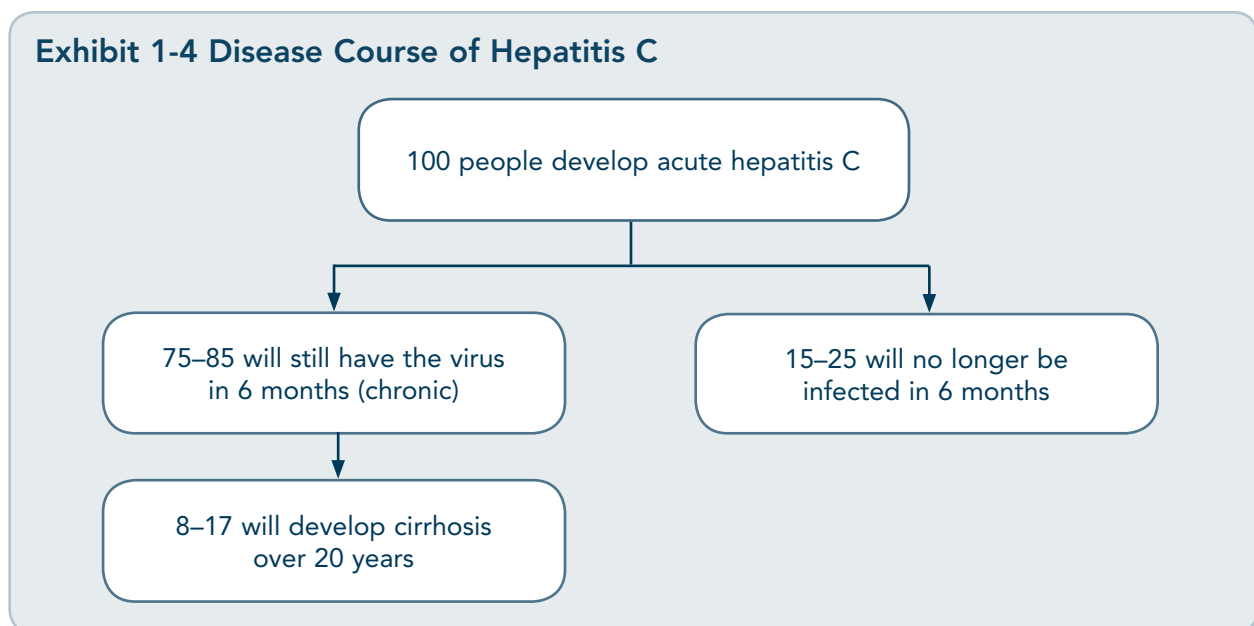 Exhibit 1-4 Disease Course of Hepatitis C
100 people develop acute hepatitis C
75–85 will still have the virus
in 6 months (chronic)
15–25 will no longer be
infected in 6 months
8–17 will develop cirrhosis
over 20 years